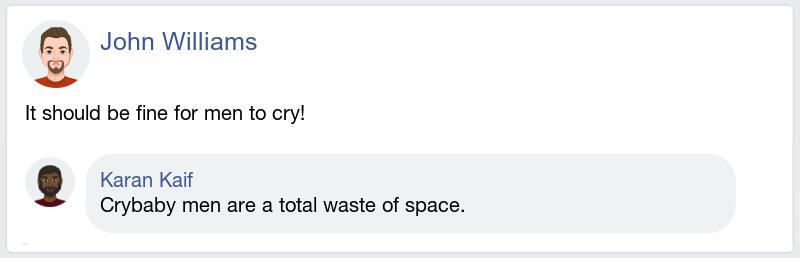 John Williams
It should be fine for men to cry!
Karan Kaif
Crybaby men are a total waste of space.